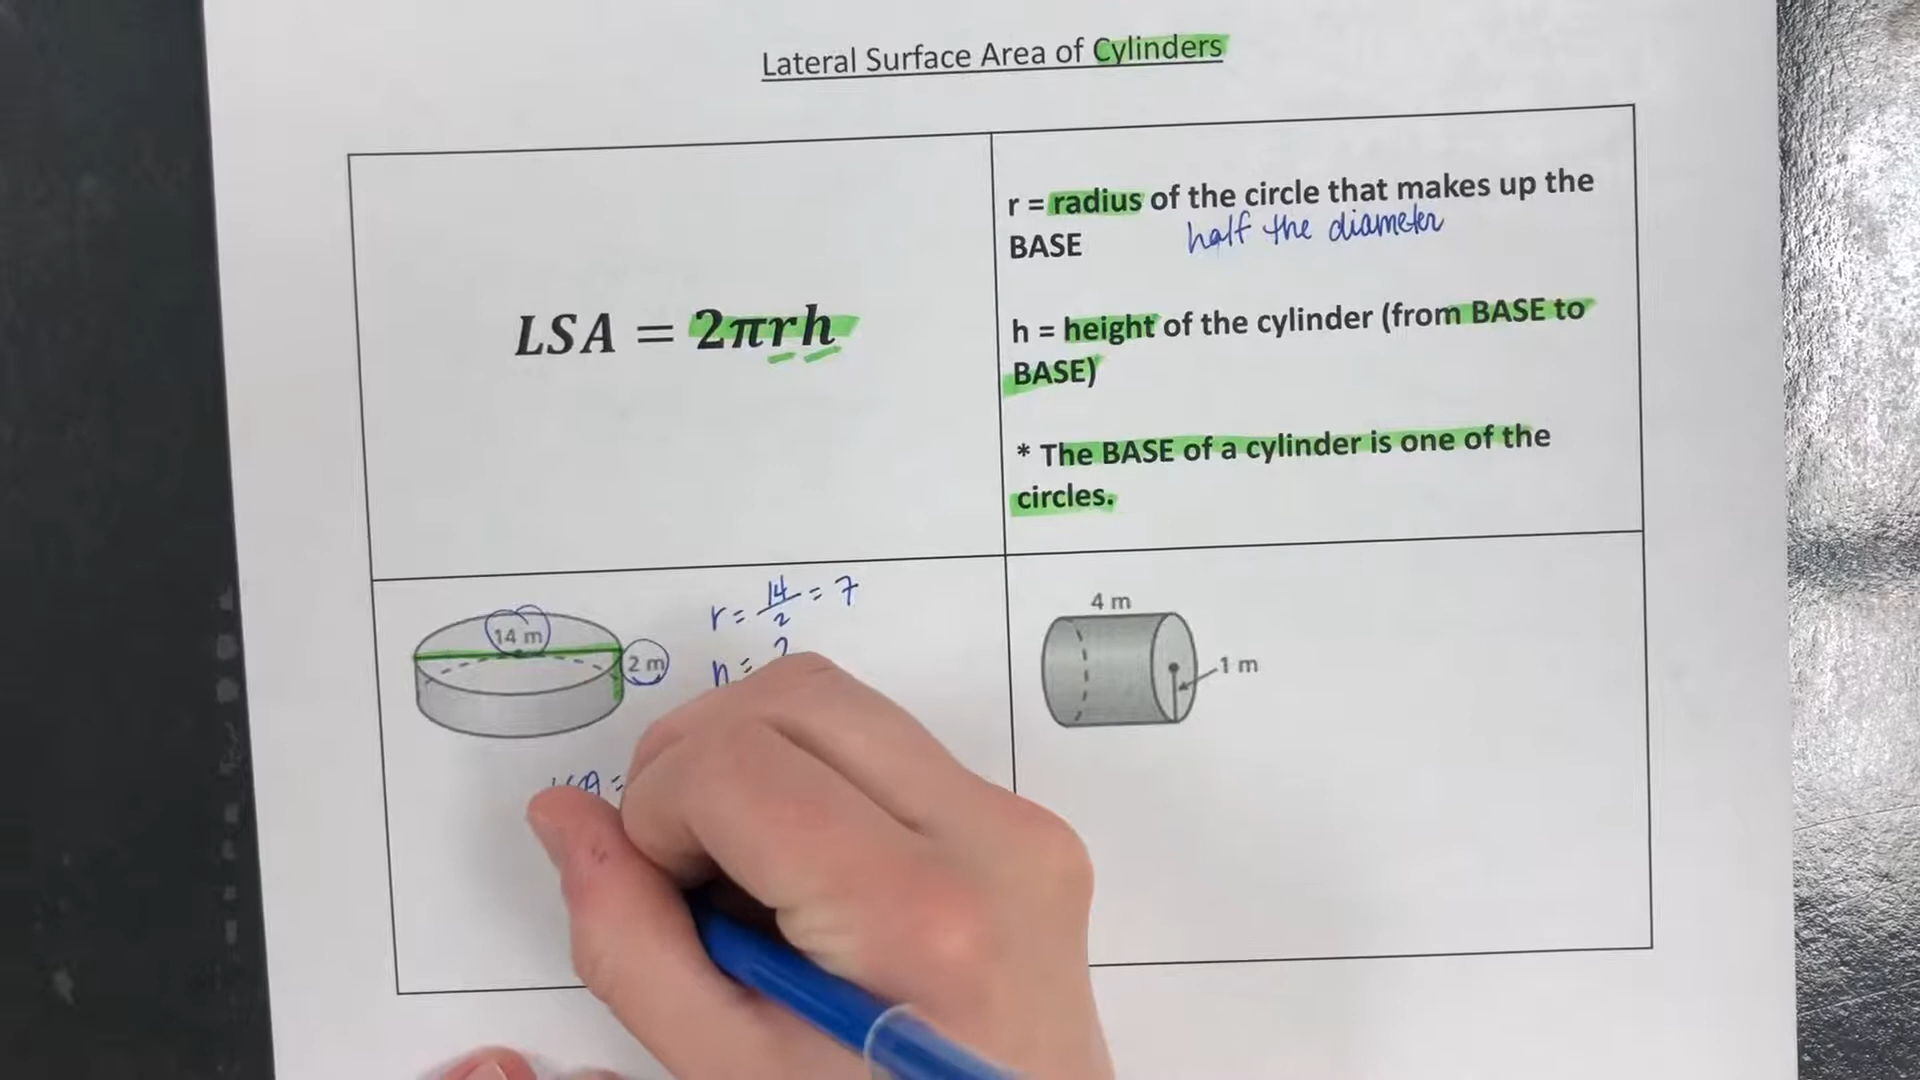 Lateral Surface Area of Cylinders
LSA = 2πrh
r = radius of the circle that makes up the
BASE
half the diameter
h = height of the cylinder (from BASE to
BASE)
* The BASE of a cylinder is one of the
circles.
14 m
2 m
r = 14/2 = 7
h = 2
4 m
1 m